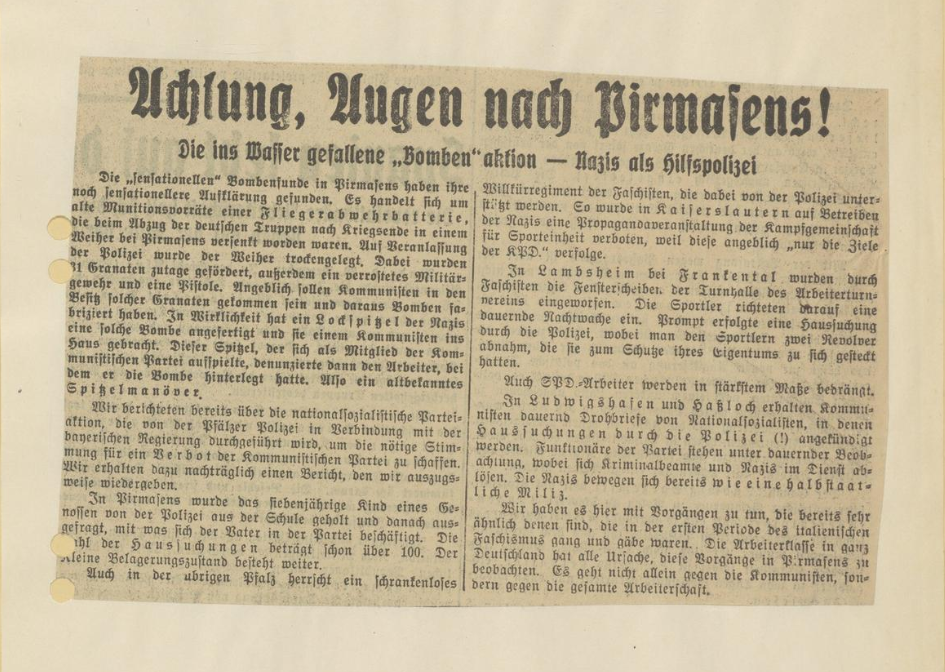 Achtung, Augen nach Pirmasens!
Die ins Wasser gefallene „Bomben“aktion — Nazis als Hilfspolizei
Die „sensationellen“ Bombenfunde in Pirmasens haben ihre
noch sensationellere Aufklärung gefunden. Es handelt sich um
alte Munitionsvorräte einer Fliegerabwehrbatterie,
die beim Abzug der deutschen Truppen nach Kriegsende in einem
Weiher bei Pirmasens versenkt worden waren. Auf Veranlassung
der Polizei wurde der Weiher trockengelegt. Dabei wurden
31 Granaten zutage gefördert, außerdem ein verrostetes Militär-
gewehr und eine Pistole. Angeblich sollen Kommunisten in den
Besitz solcher Granaten gekommen sein und daraus Bomben fa-
briziert haben. In Wirklichkeit hat ein Lockspitzel der Nazis
eine solche Bombe angefertigt und sie einem Kommunisten ins
Haus gebracht. Dieser Spitzel, der sich als Mitglied der Kom-
munistischen Partei aufspielte, denunzierte dann den Arbeiter, bei
dem er die Bombe hinterlegt hatte. Also ein altbekanntes
Spitzelmanöver.
Wir berichteten bereits über die nationalsozialistische Partei-
aktion, die von der Pfälzer Polizei in Verbindung mit der
bayerischen Regierung durchgeführt wird, um die nötige Stim-
mung für ein Verbot der Kommunistischen Partei zu schaffen.
Wir erhalten dazu nachträglich einen Bericht, den wir auszugs-
weise wiedergeben.
In Pirmasens wurde das siebenjährige Kind eines Ge-
nossen von der Polizei aus der Schule geholt und danach aus-
gefragt, mit was sich der Vater in der Partei beschäftigt. Die
der Haussuchungen beträgt schon über 100. Der
kleine Belagerungszustand besteht weiter.
Auch in der übrigen Pfalz herrscht ein schrankenloses
Willkürregiment der Faschisten, die dabei von der Polizei unter-
stützt werden. So wurde in Kaiserslautern auf Betreiben
der Nazis eine Propagandaveranstaltung der Kampfgemeinschaft
für Sporteinheit verboten, weil diese angeblich „nur die Ziele
der KPD.“ verfolge.
In Lambsheim bei Frankental wurden durch
Faschisten die Fensterscheiben der Turnhalle des Arbeiterturn-
vereins eingeworfen. Die Sportler richteten darauf eine
dauernde Nachtwache ein. Prompt erfolgte eine Haussuchung
durch die Polizei, wobei man den Sportlern zwei Revolver
abnahm, die sie zum Schutze ihres Eigentums zu sich gesteckt
hatten.
Auch SPD.-Arbeiter werden in stärkstem Maße bedrängt.
In Ludwigshafen und Haßloch erhalten Kommu-
nisten dauernd Drohbriefe von Nationalsozialisten, in denen
Haussuchungen durch die Polizei (!) angekündigt
werden. Funktionäre der Partei stehen unter dauernder Beob-
achtung, wobei sich Kriminalbeamte und Nazis im Dienst ab-
lösen. Die Nazis bewegen sich bereits wie eine halbstaat-
liche Miliz.
Wir haben es hier mit Vorgängen zu tun, die bereits sehr
ähnlich denen sind, die in der ersten Periode des italienischen
Faschismus gang und gäbe waren. Die Arbeiterklasse in ganz
Deutschland hat alle Ursache, diese Vorgänge in Pirmasens zu
beobachten. Es geht nicht allein gegen die Kommunisten, son-
dern gegen die gesamte Arbeiterschaft.